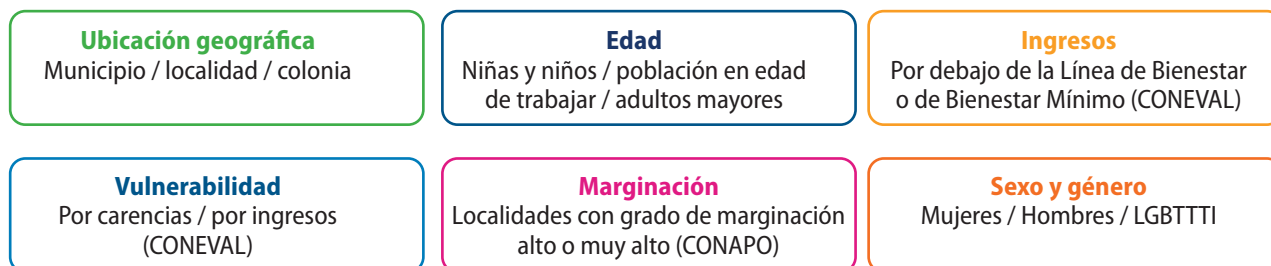 Ubicación geográfica
Municipio / localidad / colonia
Edad
Niñas y niños / población en edad
de trabajar / adultos mayores
Ingresos
Por debajo de la Línea de Bienestar
o de Bienestar Mínimo (CONEVAL)
Vulnerabilidad
Por carencias / por ingresos
(CONEVAL)
Marginación
Localidades con grado de marginación
alto o muy alto (CONAPO)
Sexo y género
Mujeres / Hombres / LGBTTTI